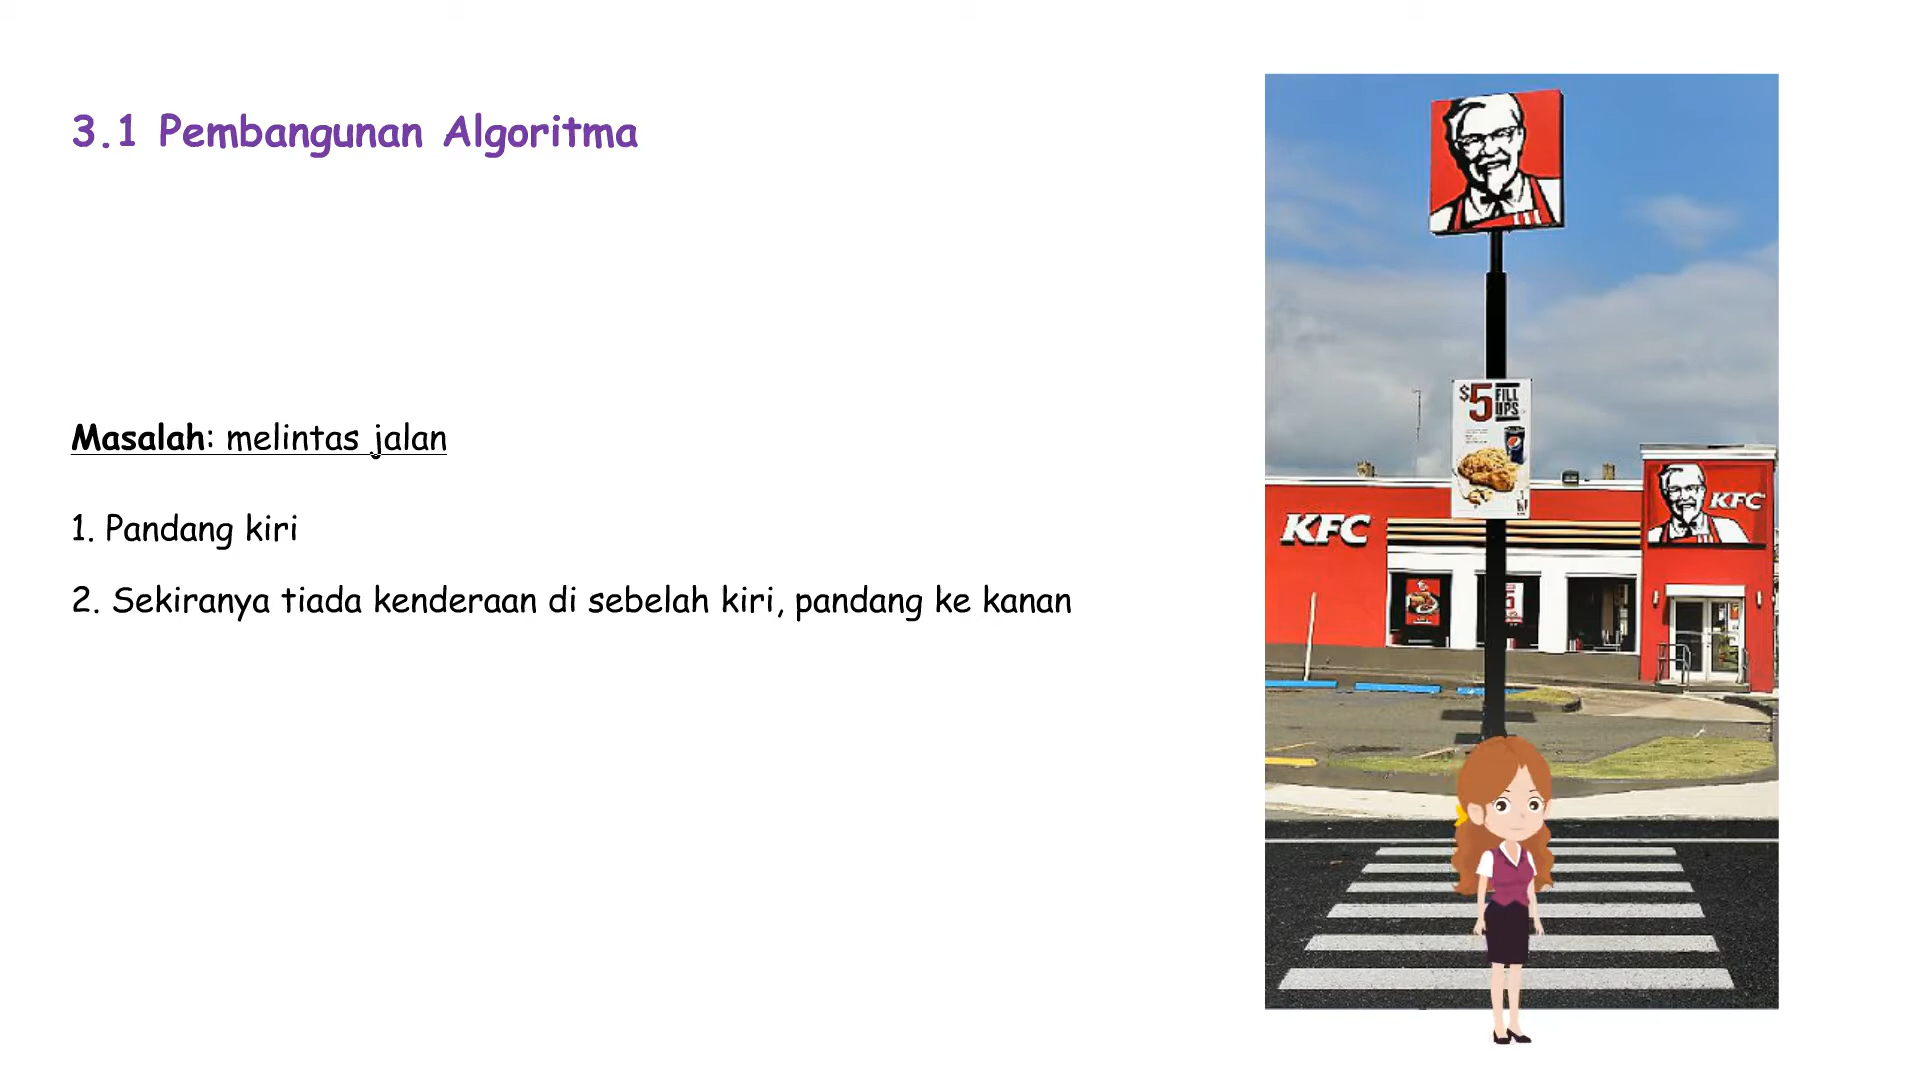 3.1 Pembangunan Algoritma
Masalah: melintas jalan
1. Pandang kiri
2. Sekiranya tiada kenderaan di sebelah kiri, pandang ke kanan
$5 FILL
UPS
KFC
KFC